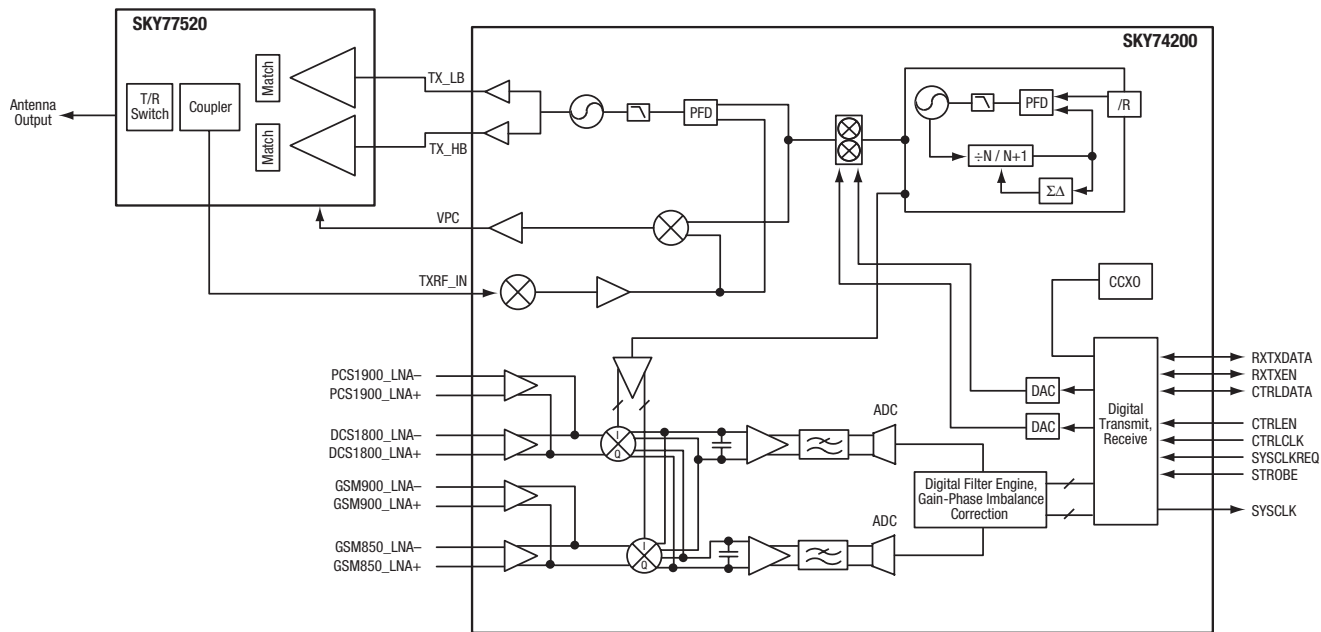 SKY77520
SKY74200
T/R
Switch
Coupler
Match
Match
Antenna
Output
TX_LB
TX_HB
PFD
PFD
/R
÷N / N+1
ΣΔ
VPC
TXRF_IN
CCXO
PCS1900_LNA–
PCS1900_LNA+
DCS1800_LNA–
DCS1800_LNA+
GSM900_LNA–
GSM900_LNA+
GSM850_LNA–
GSM850_LNA+
I
Q
I
Q
ADC
ADC
DAC
DAC
Digital Filter Engine,
Gain-Phase Imbalance
Correction
Digital
Transmit,
Receive
RXTXDATA
RXTXEN
CTRLDATA
CTRLEN
CTRLCLK
SYSCLKREQ
STROBE
SYSCLK